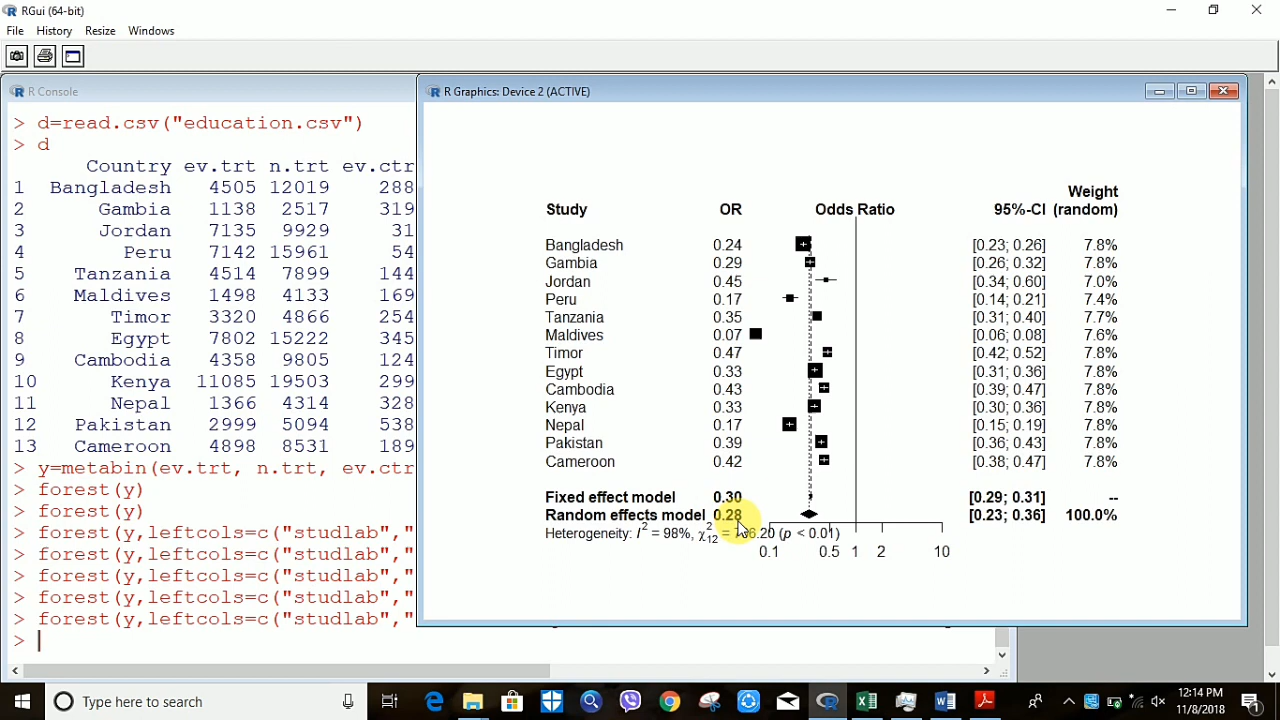 RGui (64-bit)
File History Resize Windows
R Console
> d=read.csv("education.csv")
> d
Country ev.trt n.trt ev.ctr
1 Bangladesh 4505 12019 288
2 Gambia 1138 2517 319
3 Jordan 7135 9929 31
4 Peru 7142 15961 54
5 Tanzania 4514 7899 144
6 Maldives 1498 4133 169
7 Timor 3320 4866 254
8 Egypt 7802 15222 345
9 Cambodia 4358 9805 124
10 Kenya 11085 19503 299
11 Nepal 1366 4314 328
12 Pakistan 2999 5094 538
13 Cameroon 4898 8531 189
> y=metabin(ev.trt, n.trt, ev.ctr
> forest(y)
> forest(y)
> forest(y,leftcols=c("studlab","
> forest(y,leftcols=c("studlab","
> forest(y,leftcols=c("studlab","
> forest(y,leftcols=c("studlab","
> forest(y,leftcols=c("studlab","
>
R Graphics: Device 2 (ACTIVE)
Weight
Study OR Odds Ratio 95%-CI (random)
Bangladesh 0.24 [0.23; 0.26] 7.8%
Gambia 0.29 [0.26; 0.32] 7.8%
Jordan 0.45 [0.34; 0.60] 7.0%
Peru 0.17 [0.14; 0.21] 7.4%
Tanzania 0.35 [0.31; 0.40] 7.7%
Maldives 0.07 [0.06; 0.08] 7.6%
Timor 0.47 [0.42; 0.52] 7.8%
Egypt 0.33 [0.31; 0.36] 7.8%
Cambodia 0.43 [0.39; 0.47] 7.8%
Kenya 0.33 [0.30; 0.36] 7.8%
Nepal 0.17 [0.15; 0.19] 7.8%
Pakistan 0.39 [0.36; 0.43] 7.8%
Cameroon 0.42 [0.38; 0.47] 7.8%
Fixed effect model 0.30 [0.29; 0.31] --
Random effects model 0.28 [0.23; 0.36] 100.0%
Heterogeneity: I² = 98%, χ²₁₂ = (p < 0.01)
0.1 0.5 1 2 10
Type here to search
12:14 PM
11/8/2018